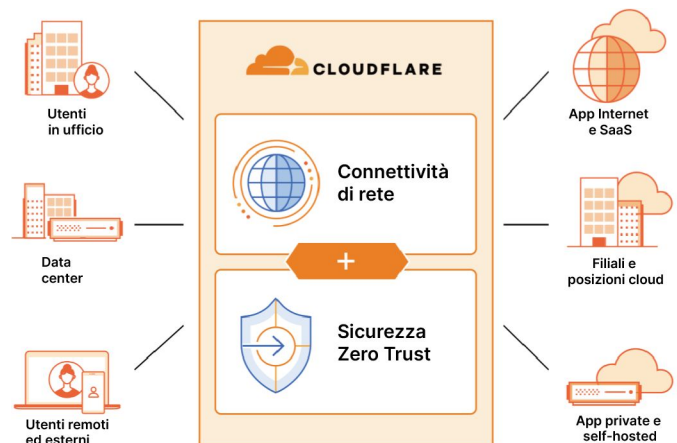 CLOUDFLARE
Utenti
in ufficio
App Internet
e SaaS
Connettività
di rete
Data
center
Filiali e
posizioni cloud
+
Sicurezza
Zero Trust
Utenti remoti
ed esterni
App private e
self-hosted